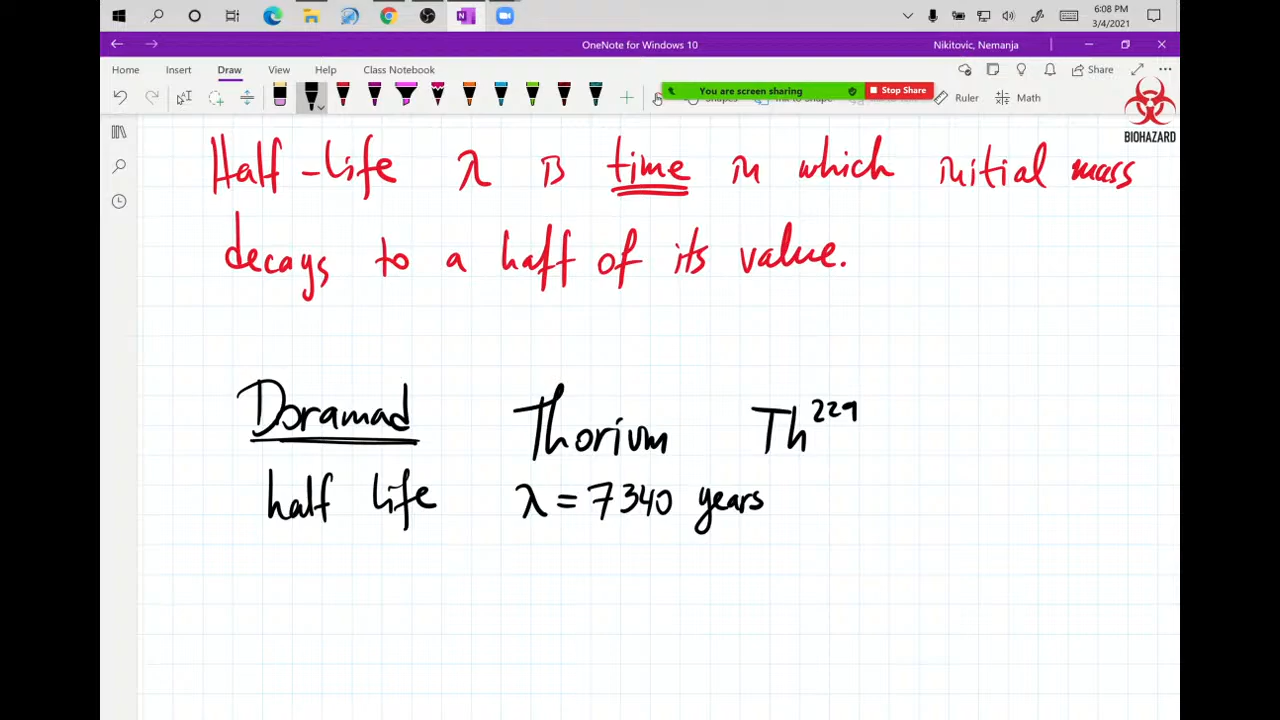 6:08 PM
3/4/2021
OneNote for Windows 10
Nikitovic, Nemanja
Home Insert Draw View Help Class Notebook
Share
You are screen sharing
Stop Share
Ruler
Math
BIOHAZARD
Half-life λ is time in which initial mass
decays to a half of its value.
Doramad Thorium Th²²⁹
half life λ = 7340 years